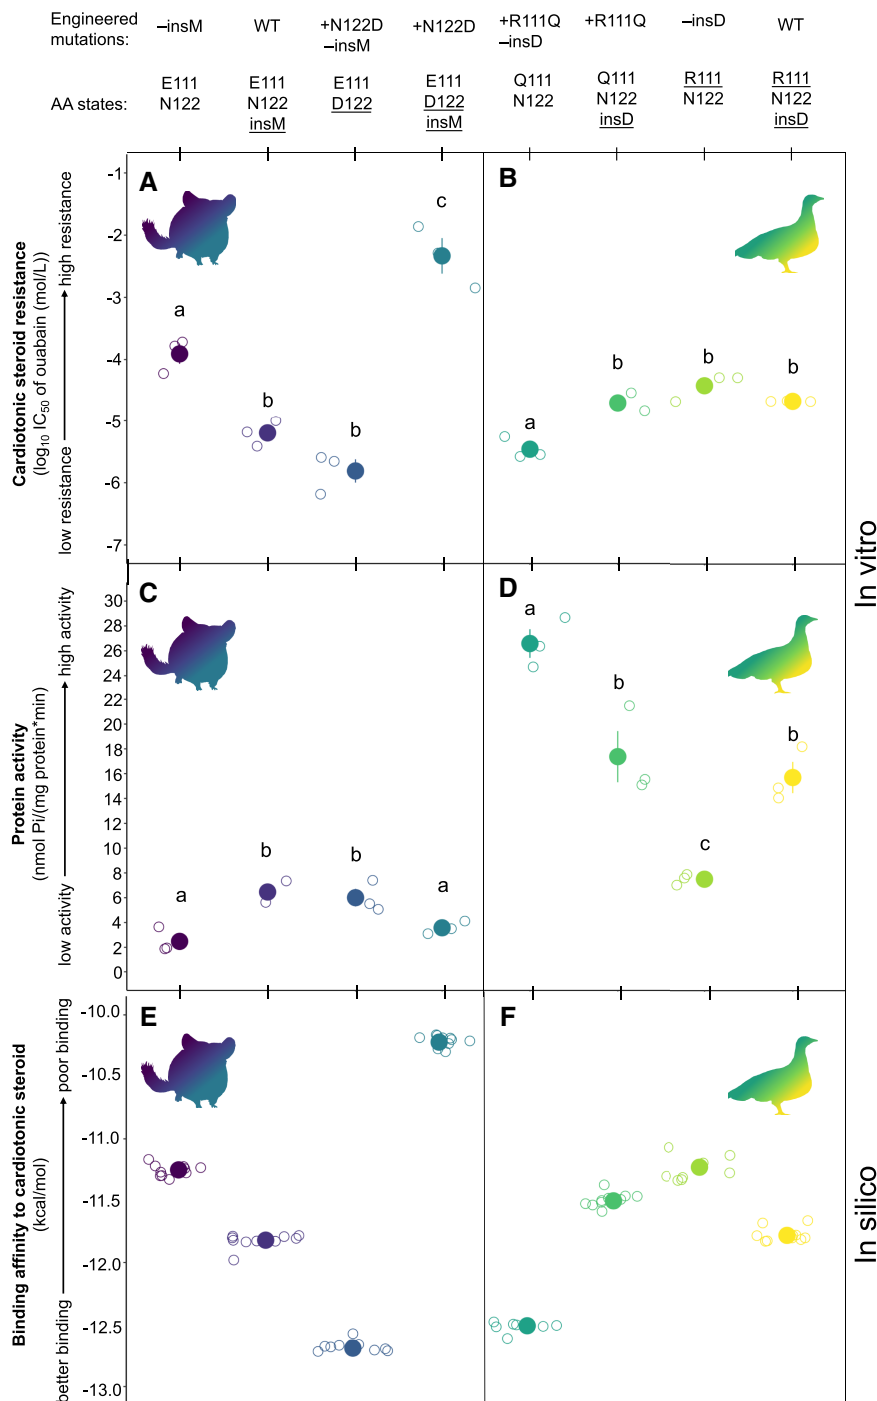 Engineered mutations:
–insM
WT
+N122D
–insM
+N122D
+R111Q
–insD
+R111Q
–insD
WT
AA states:
E111
N122
E111
N122
insM
E111
D122
E111
D122
insM
Q111
N122
Q111
N122
insD
R111
N122
R111
N122
insD
Cardiotonic steroid resistance
(log10 IC50 of ouabain (mol/L))
low resistance
high resistance
-1
-2
-3
-4
-5
-6
-7
A
a
b
b
c
B
a
b
b
b
In vitro
Protein activity
(nmol Pi/(mg protein*min)
low activity
high activity
30
28
26
24
22
20
18
16
14
12
10
8
6
4
2
0
C
a
b
b
a
D
a
b
c
b
Binding affinity to cardiotonic steroid
(kcal/mol)
better binding
poor binding
-10.0
-10.5
-11.0
-11.5
-12.0
-12.5
-13.0
E
F
In silico